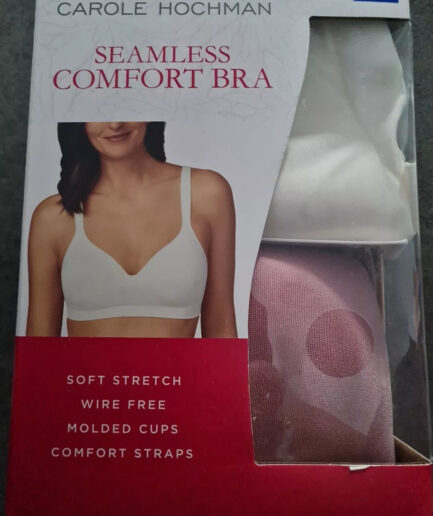 CAROLE HOCHMAN
SEAMLESS
COMFORT BRA
SOFT STRETCH
WIRE FREE
MOLDED CUPS
COMFORT STRAPS